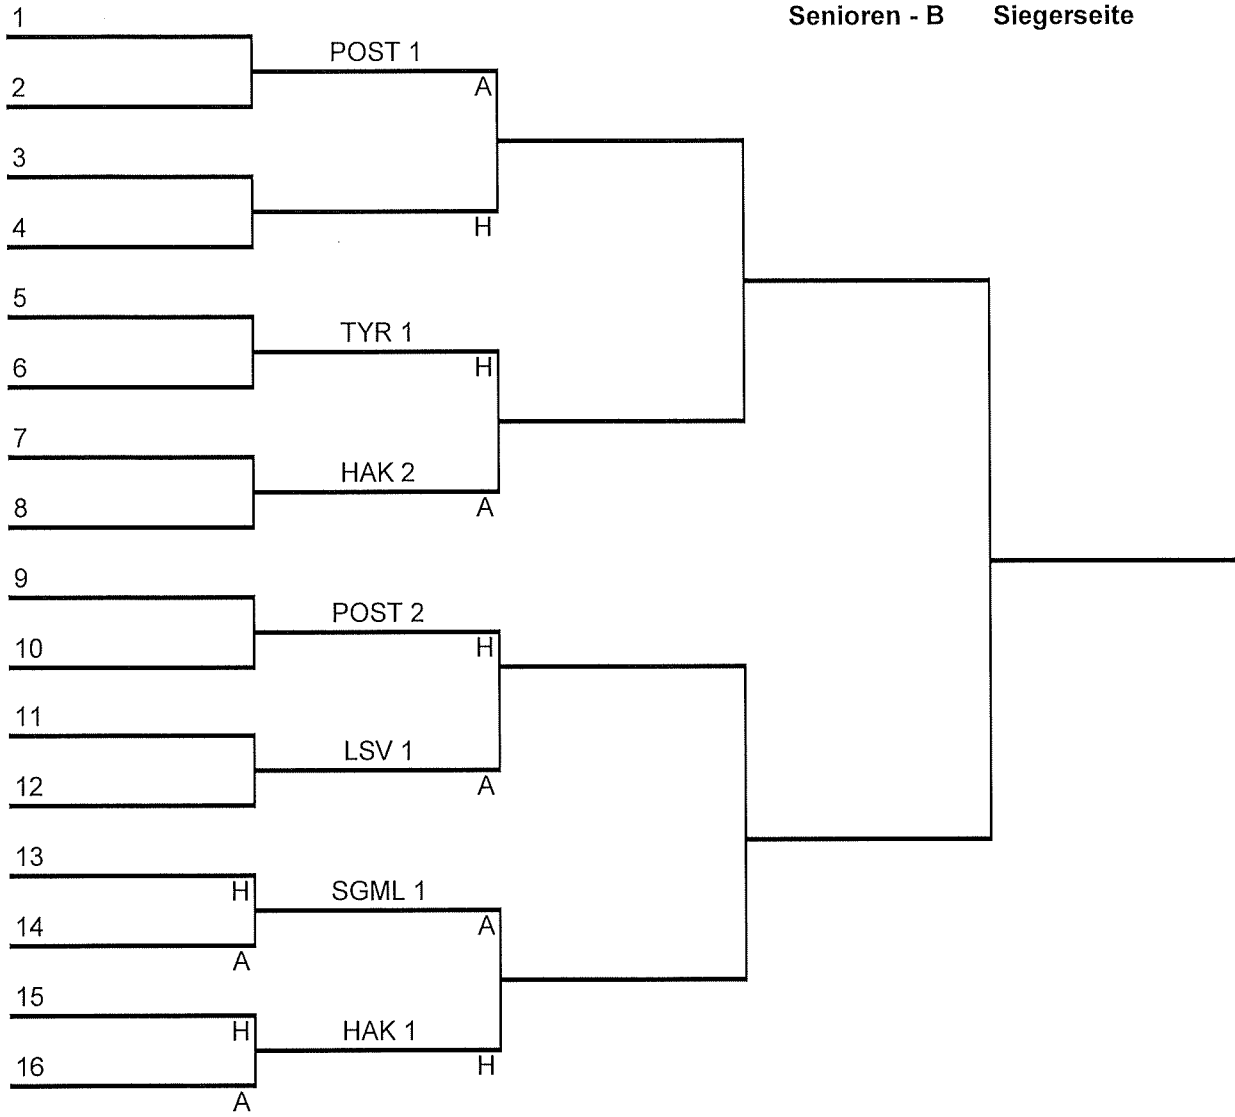 Senioren - B Siegerseite
1
POST 1
A
2
3
4
H
5
TYR 1
H
6
7
HAK 2
8
A
9
POST 2
10
H
11
LSV 1
12
A
13
H
SGML 1
14
A
A
15
H
HAK 1
16
H
A